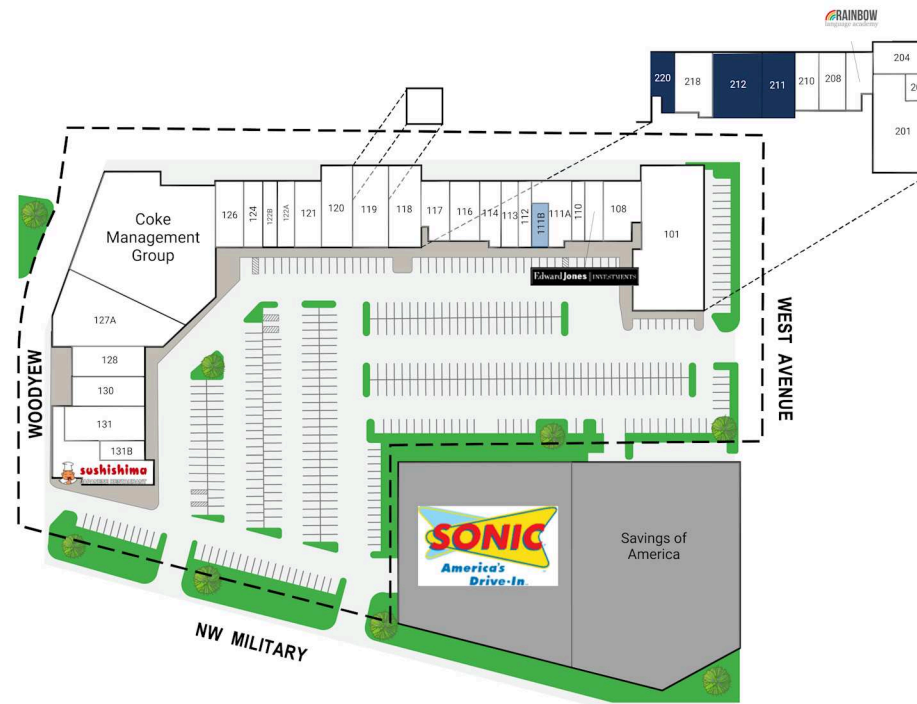 RAINBOW
language academy
204
220
218
212
211
210
208
201
Coke
Management
Group
126
124
122B
122A
121
120
119
118
117
116
114
113
112
111B
111A
110
108
101
Edward Jones | INVESTMENTS
127A
128
130
131
131B
sushishima
JAPANESE RESTAURANT
WOODYEW
WEST AVENUE
NW MILITARY
SONIC
America's
Drive-In
Savings of
America